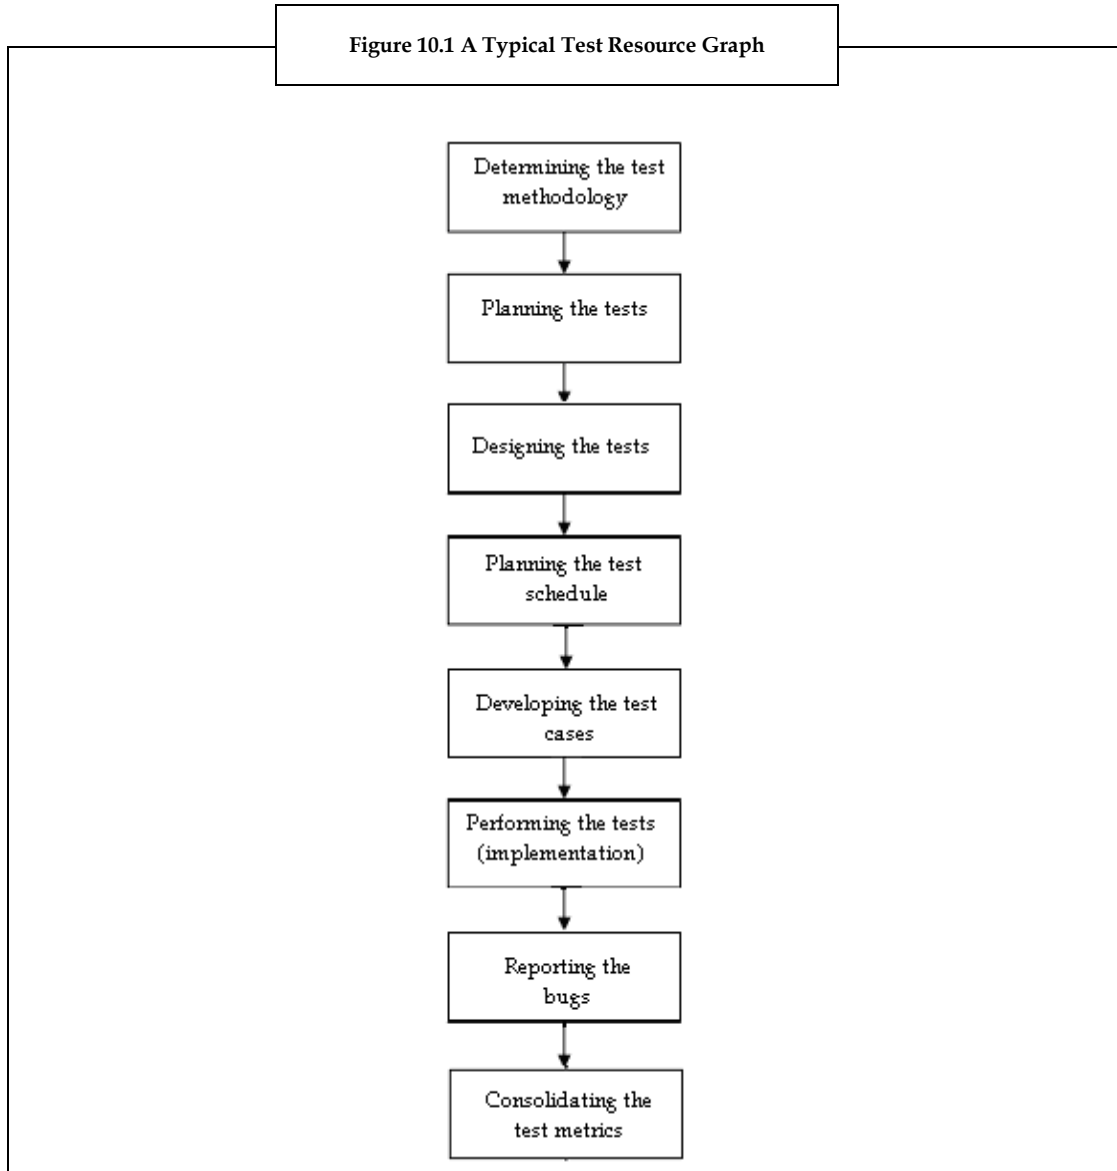 Figure 10.1 A Typical Test Resource Graph
Determining the test
methodology
Planning the tests
Designing the tests
Planning the test
schedule
Developing the test
cases
Performing the tests
(implementation)
Reporting the
bugs
Consolidating the
test metrics